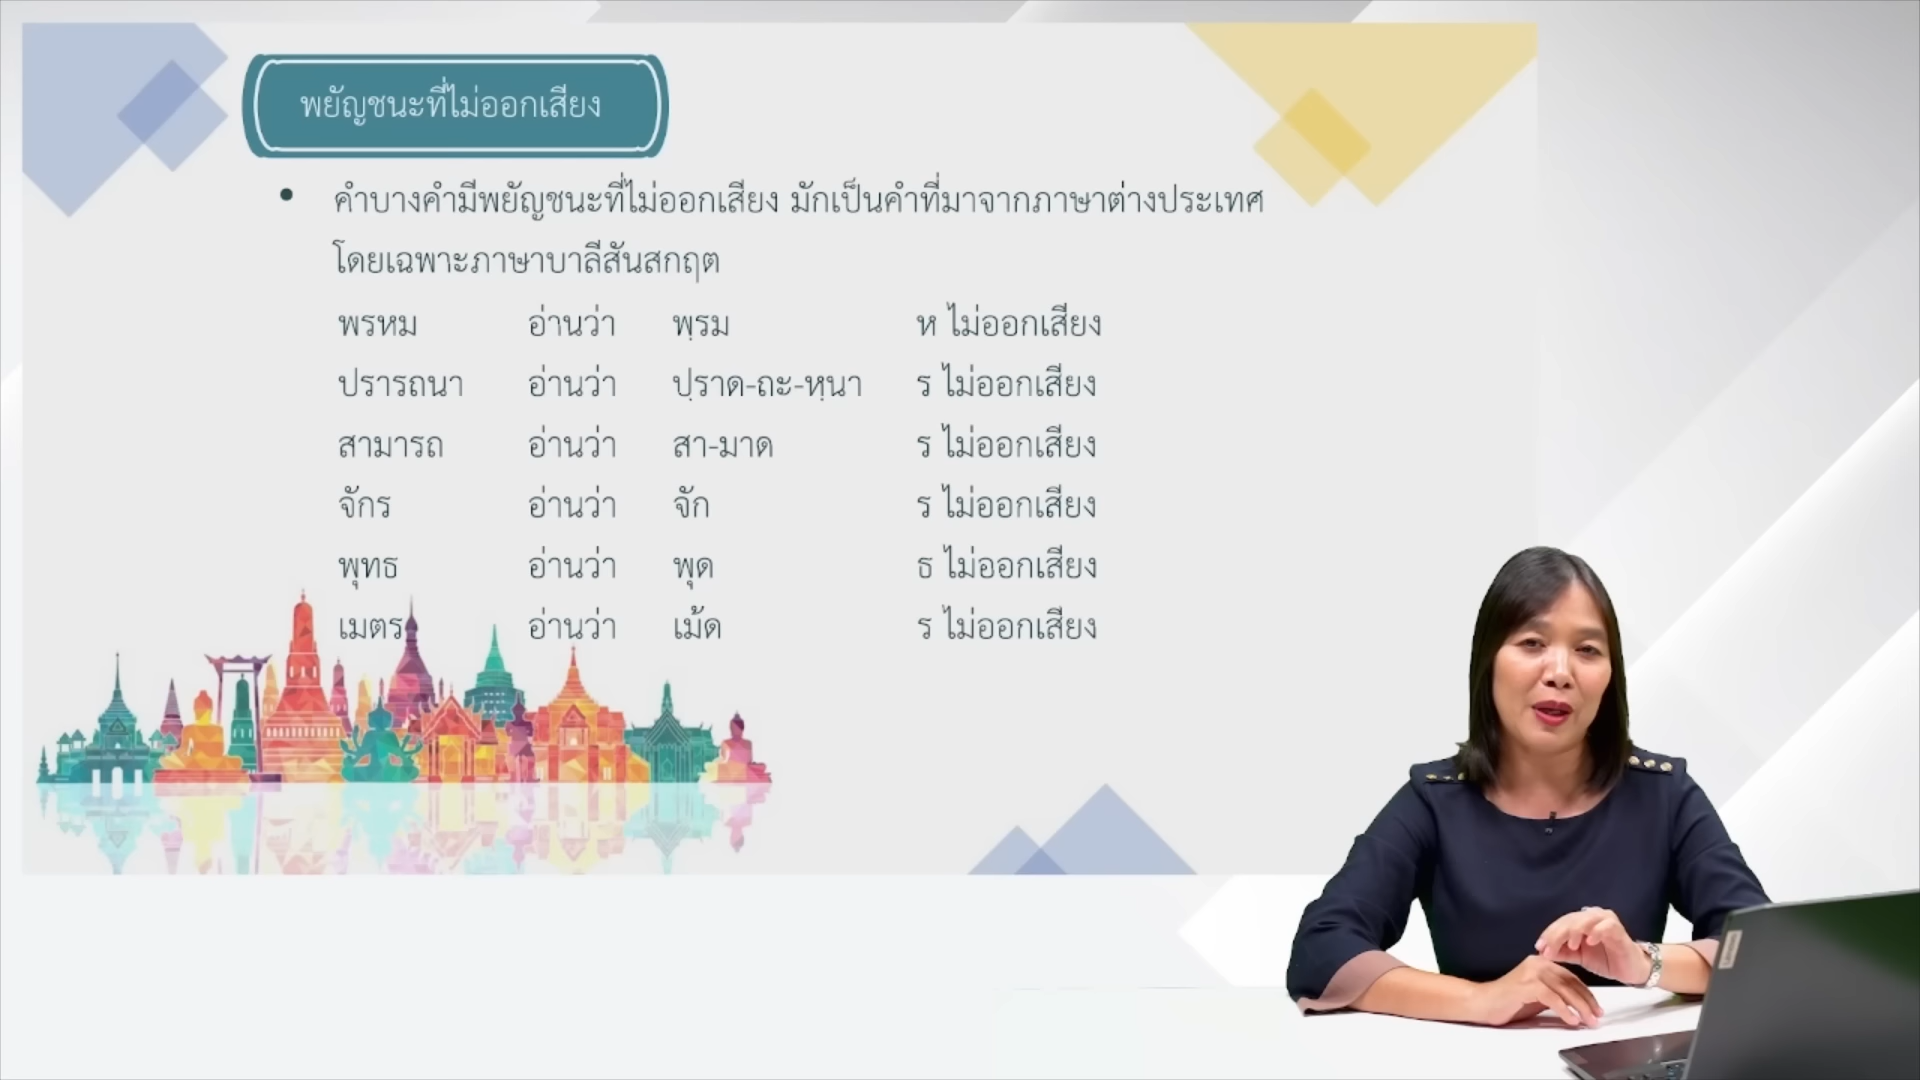 พยัญชนะที่ไม่ออกเสียง
• คำบางคำมีพยัญชนะที่ไม่ออกเสียง มักเป็นคำที่มาจากภาษาต่างประเทศ
โดยเฉพาะภาษาบาลีสันสกฤต
พรหม อ่านว่า พฺรม ห ไม่ออกเสียง
ปรารถนา อ่านว่า ปฺราด-ถะ-หฺนา ร ไม่ออกเสียง
สามารถ อ่านว่า สา-มาด ร ไม่ออกเสียง
จักร อ่านว่า จัก ร ไม่ออกเสียง
พุทธ อ่านว่า พุด ธ ไม่ออกเสียง
เมตร อ่านว่า เม้ด ร ไม่ออกเสียง